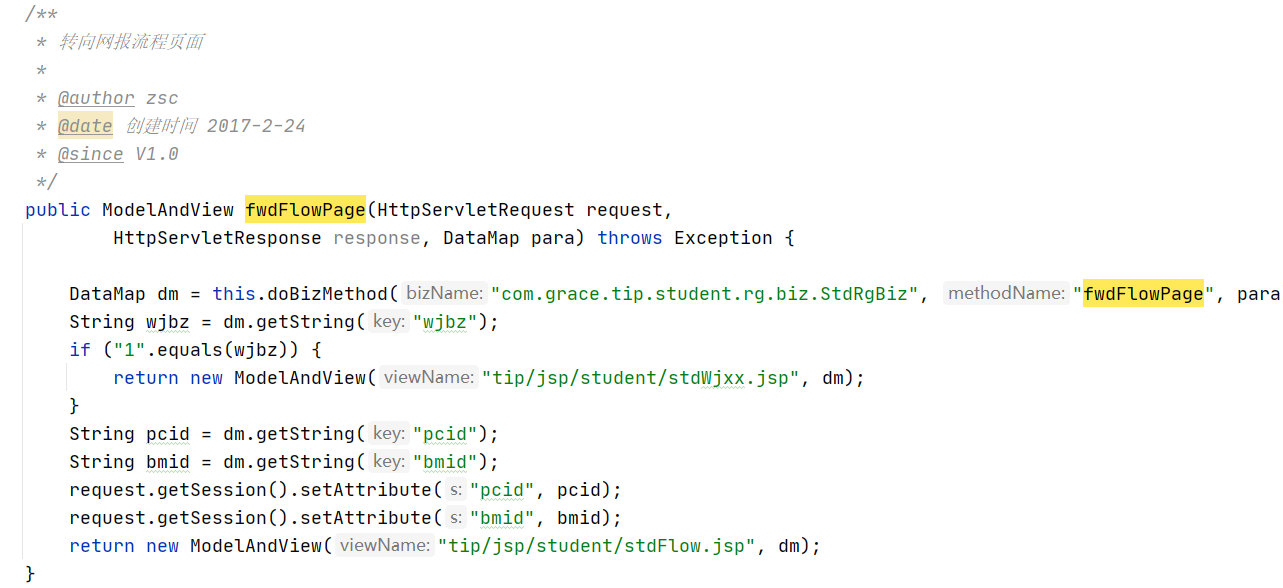 /**
 * 转向网报流程页面
 *
 * @author zsc
 * @date 创建时间 2017-2-24
 * @since V1.0
 */
public ModelAndView fwdFlowPage(HttpServletRequest request,
        HttpServletResponse response, DataMap para) throws Exception {
    DataMap dm = this.doBizMethod( bizName: "com.grace.tip.student.rg.biz.StdRgBiz", methodName: "fwdFlowPage", para
    String wjbz = dm.getString( key: "wjbz");
    if ("1".equals(wjbz)) {
        return new ModelAndView( viewName: "tip/jsp/student/stdWjxx.jsp", dm);
    }
    String pcid = dm.getString( key: "pcid");
    String bmid = dm.getString( key: "bmid");
    request.getSession().setAttribute( s: "pcid", pcid);
    request.getSession().setAttribute( s: "bmid", bmid);
    return new ModelAndView( viewName: "tip/jsp/student/stdFlow.jsp", dm);
}